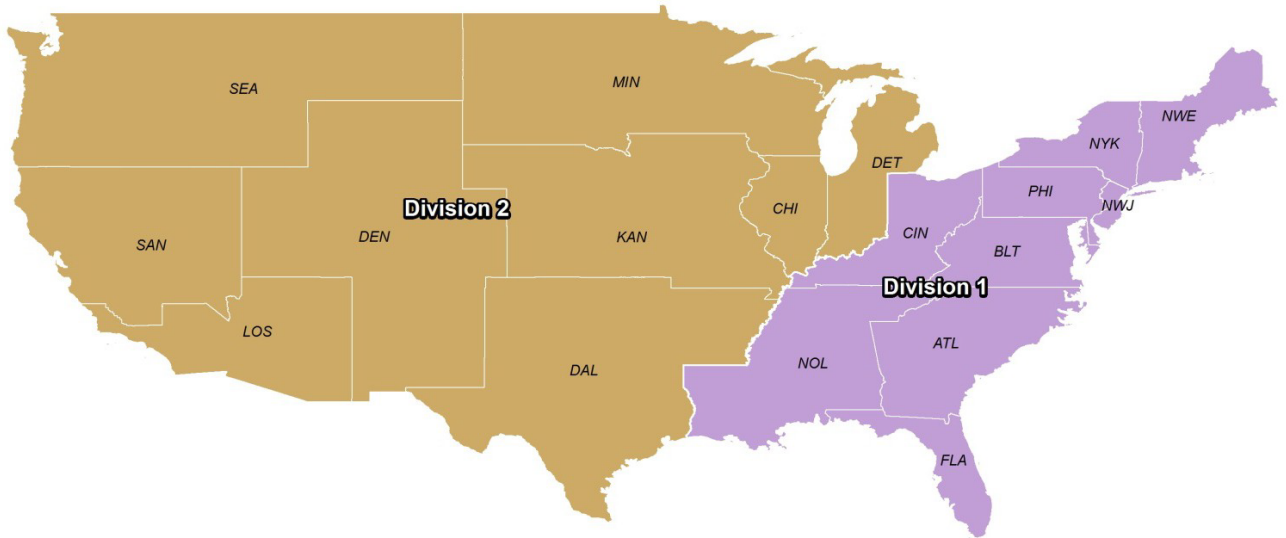 SEA
MIN
NWE
NYK
DET
PHI
NWJ
CHI
Division 2
DEN
KAN
CIN
SAN
BLT
Division 1
LOS
ATL
NOL
DAL
FLA